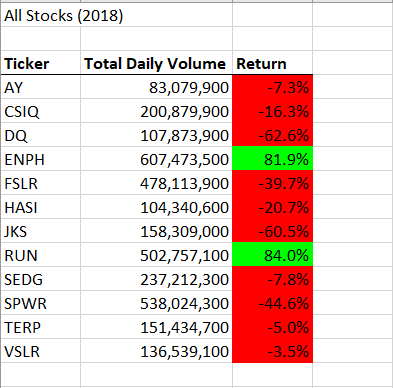 All Stocks (2018)
Ticker Total Daily Volume Return
AY 83,079,900 -7.3%
CSIQ 200,879,900 -16.3%
DQ 107,873,900 -62.6%
ENPH 607,473,500 81.9%
FSLR 478,113,900 -39.7%
HASI 104,340,600 -20.7%
JKS 158,309,000 -60.5%
RUN 502,757,100 84.0%
SEDG 237,212,300 -7.8%
SPWR 538,024,300 -44.6%
TERP 151,434,700 -5.0%
VSLR 136,539,100 -3.5%